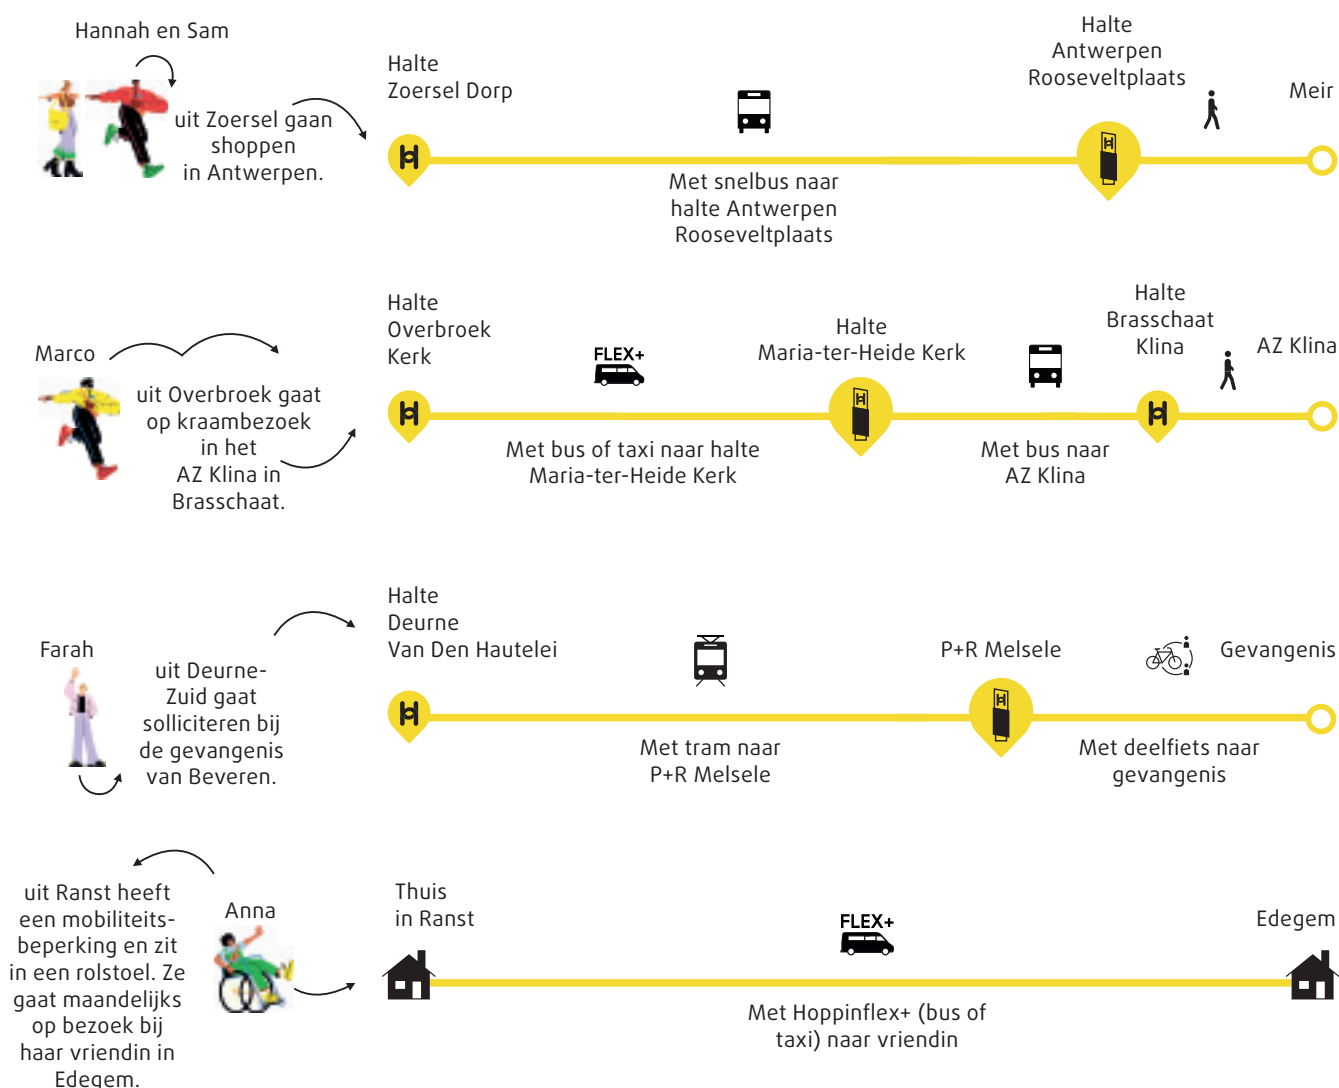 Hannah en Sam
uit Zoersel gaan
shoppen
in Antwerpen.
Halte
Zoersel Dorp
Met snelbus naar
halte Antwerpen
Rooseveltplaats
Halte
Antwerpen
Rooseveltplaats
Meir
Marco
uit Overbroek gaat
op kraambezoek
in het
AZ Klina in
Brasschaat.
Halte
Overbroek
Kerk
FLEX+
Met bus of taxi naar halte
Maria-ter-Heide Kerk
Halte
Maria-ter-Heide Kerk
Met bus naar
AZ Klina
Halte
Brasschaat
Klina
AZ Klina
Farah
uit Deurne-
Zuid gaat
solliciteren bij
de gevangenis
van Beveren.
Halte
Deurne
Van Den Hautelei
Met tram naar
P+R Melsele
P+R Melsele
Met deelfiets naar
gevangenis
Gevangenis
Anna
uit Ranst heeft
een mobiliteits-
beperking en zit
in een rolstoel. Ze
gaat maandelijks
op bezoek bij
haar vriendin in
Edegem.
Thuis
in Ranst
FLEX+
Met Hoppinflex+ (bus of
taxi) naar vriendin
Edegem